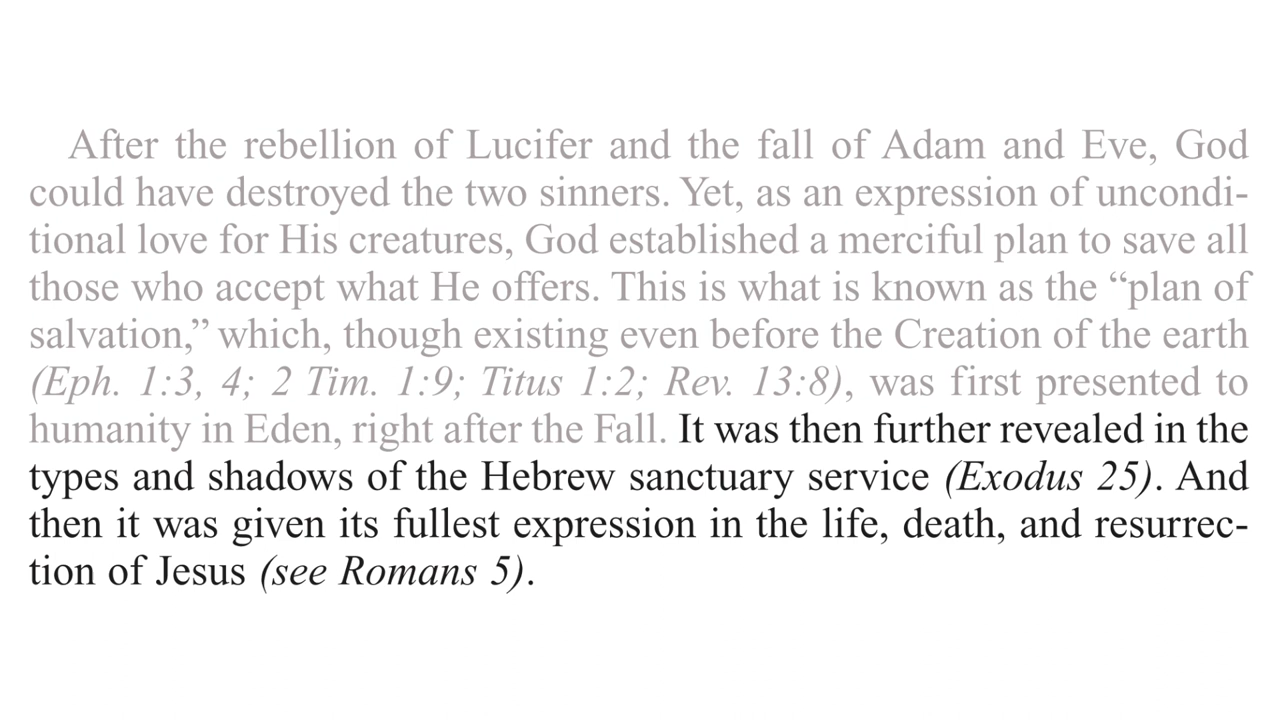 After the rebellion of Lucifer and the fall of Adam and Eve, God
could have destroyed the two sinners. Yet, as an expression of uncondi-
tional love for His creatures, God established a merciful plan to save all
those who accept what He offers. This is what is known as the “plan of
salvation,” which, though existing even before the Creation of the earth
(Eph. 1:3, 4; 2 Tim. 1:9; Titus 1:2; Rev. 13:8), was first presented to
humanity in Eden, right after the Fall. It was then further revealed in the
types and shadows of the Hebrew sanctuary service (Exodus 25). And
then it was given its fullest expression in the life, death, and resurrec-
tion of Jesus (see Romans 5).